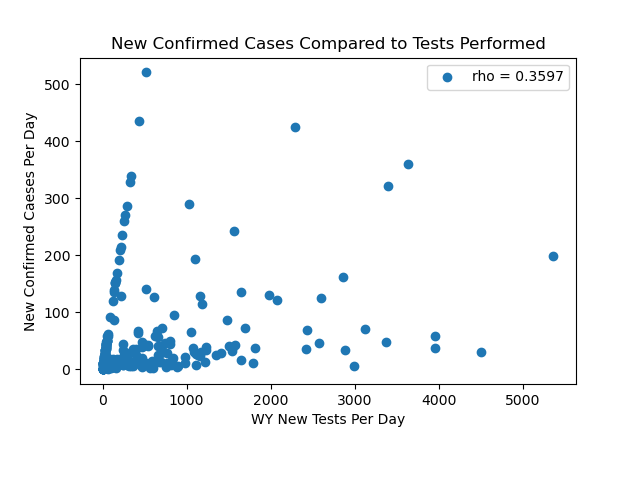 New Confirmed Cases Compared to Tests Performed
rho = 0.3597
New Confirmed Caeses Per Day
500
400
300
200
100
0
0 1000 2000 3000 4000 5000
WY New Tests Per Day